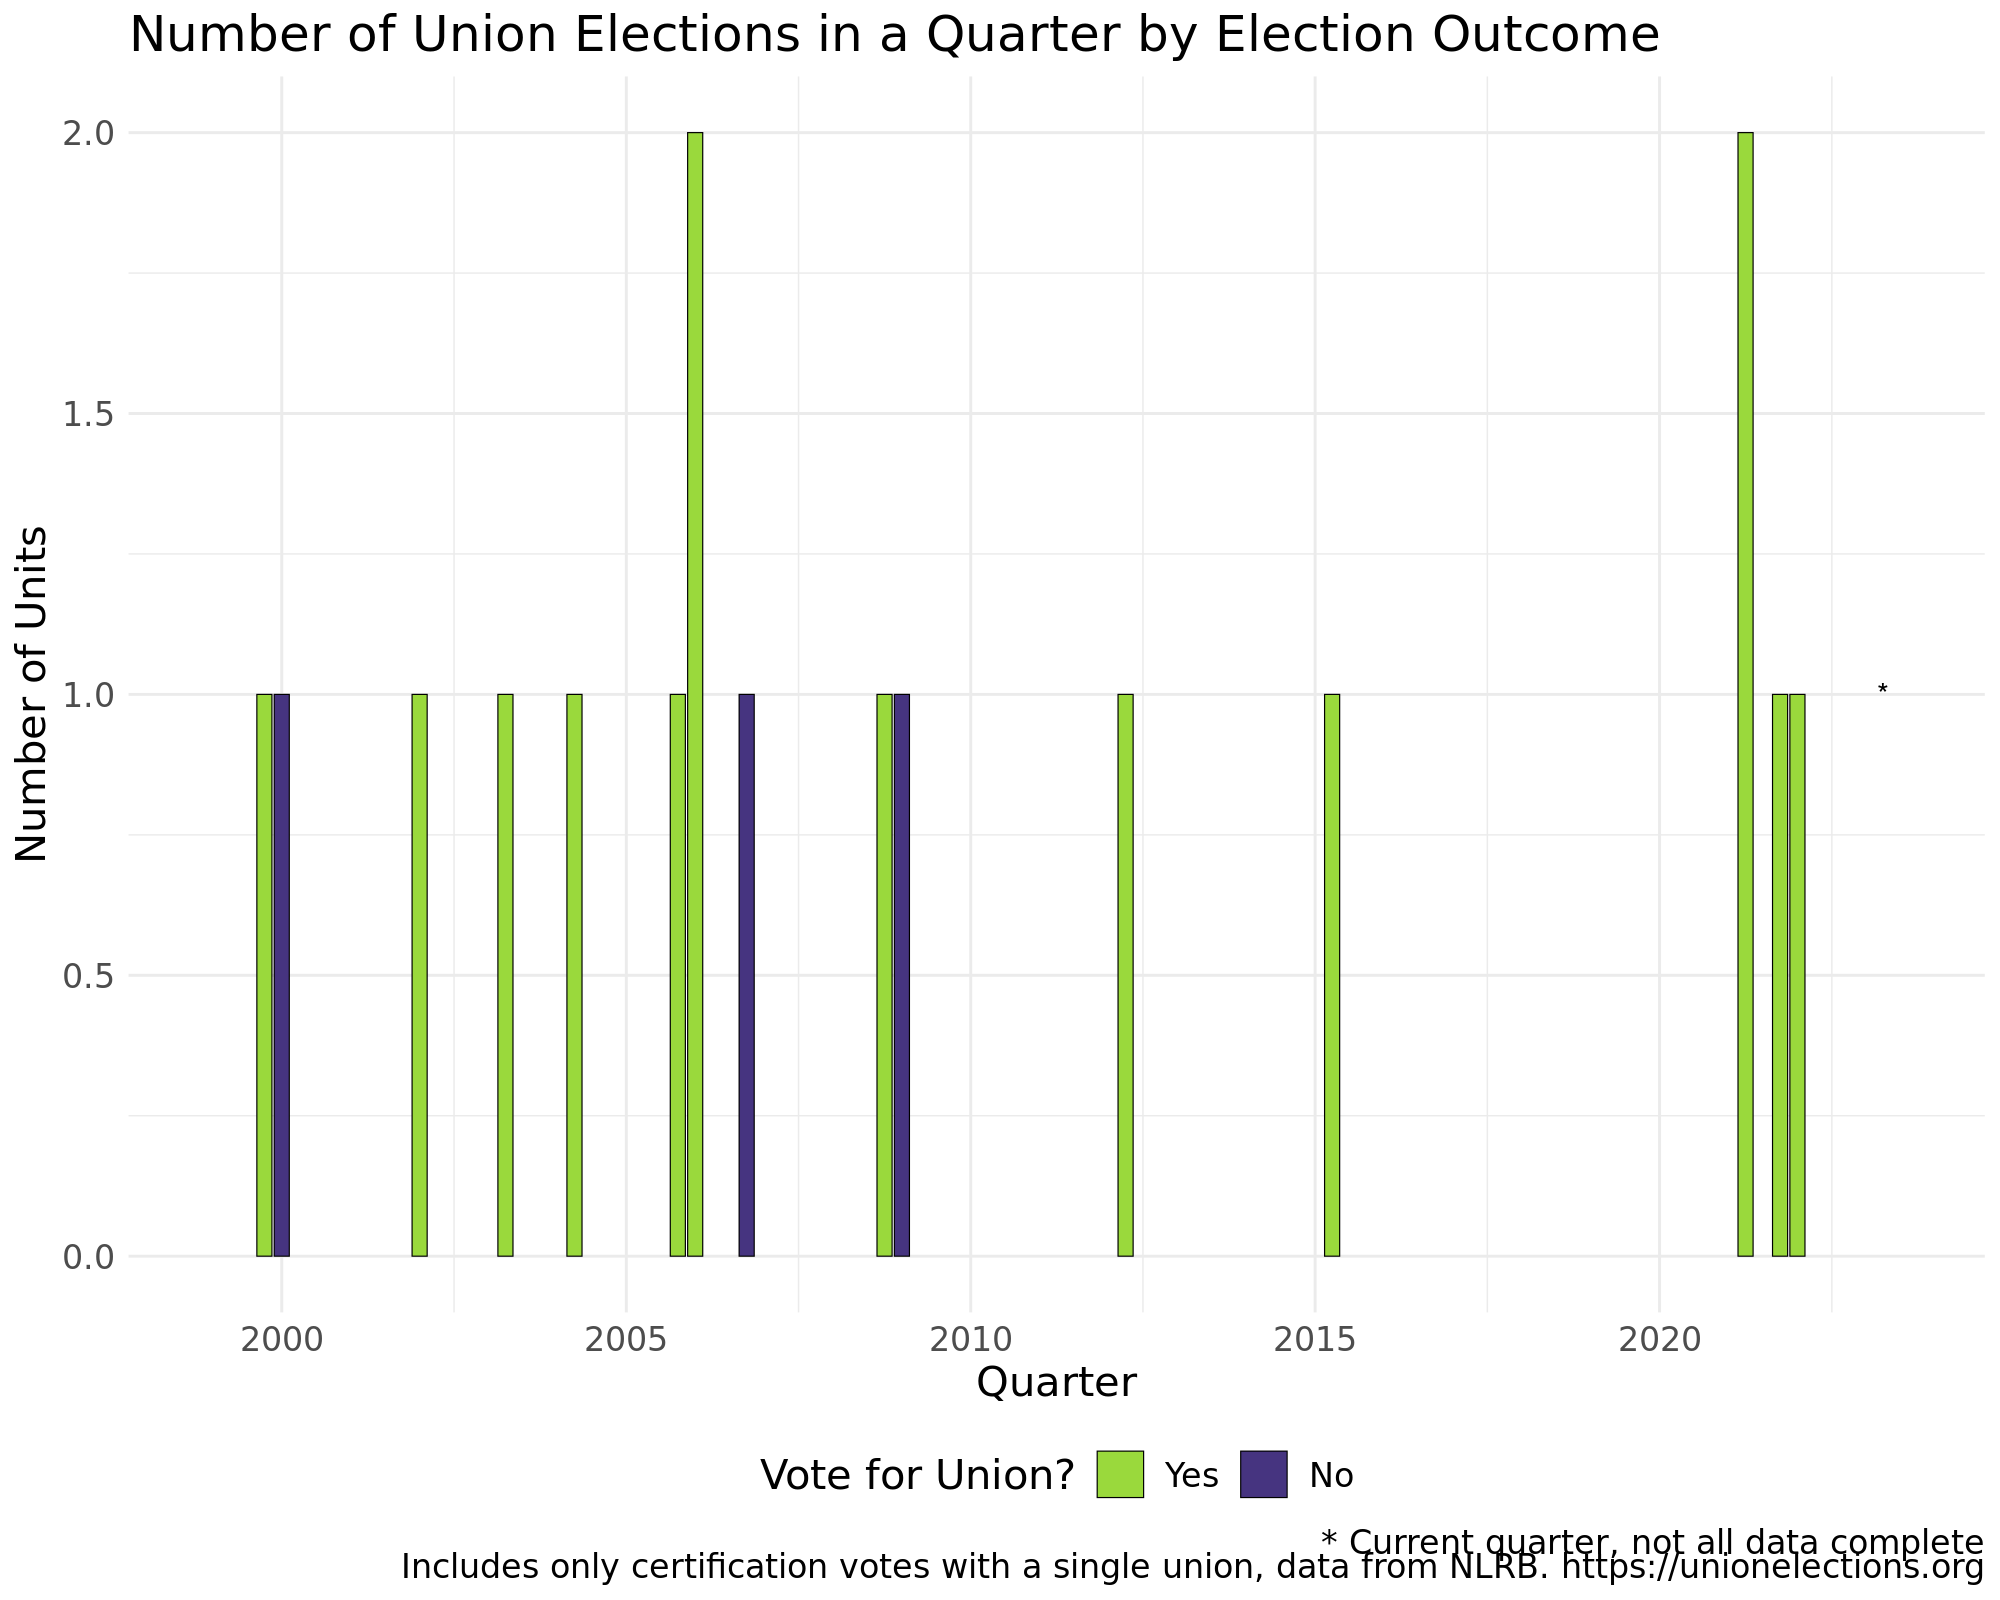 Number of Union Elections in a Quarter by Election Outcome
Number of Units
2.0
1.5
1.0
0.5
0.0
*
2000 2005 2010 2015 2020
Quarter
Vote for Union? Yes No
* Current quarter, not all data complete
Includes only certification votes with a single union, data from NLRB. https://unionelections.org